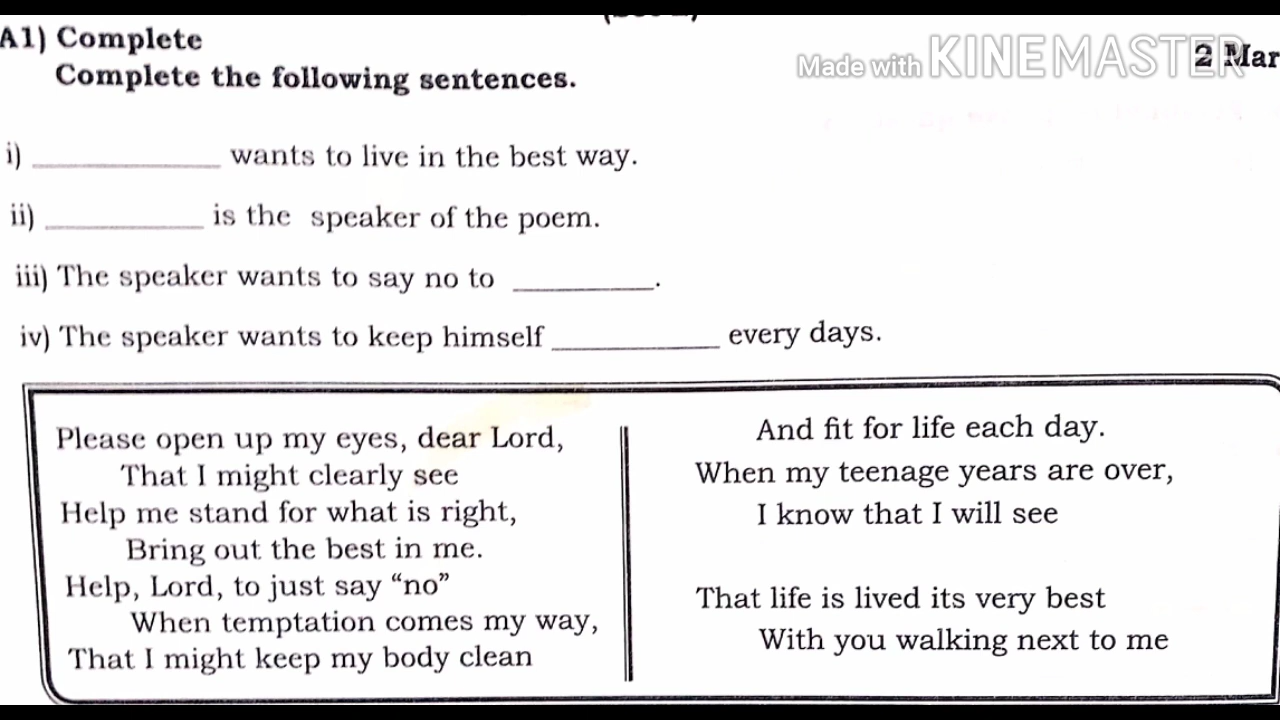 A1) Complete
2 Mar
Made with KINEMASTER
Complete the following sentences.
i) ____________ wants to live in the best way.
ii) __________ is the speaker of the poem.
iii) The speaker wants to say no to _________.
iv) The speaker wants to keep himself ___________ every days.
Please open up my eyes, dear Lord,
That I might clearly see
Help me stand for what is right,
Bring out the best in me.
Help, Lord, to just say “no”
When temptation comes my way,
That I might keep my body clean
And fit for life each day.
When my teenage years are over,
I know that I will see
That life is lived its very best
With you walking next to me